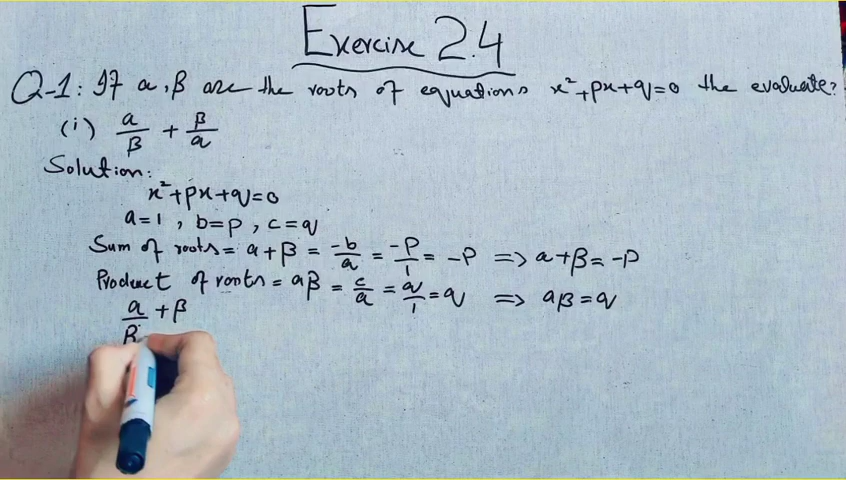 Exercise 2.4
Q-1: If α, β are the roots of equations x²+px+q=0 the evaluate?
(i) α/β + β/α
Solution:
x²+px+q=0
a=1, b=p, c=q
Sum of roots = α+β = -b/a = -P/1 = -P => α+β = -P
Product of roots = αβ = c/a = q/1 = q => αβ = q
α/β + β